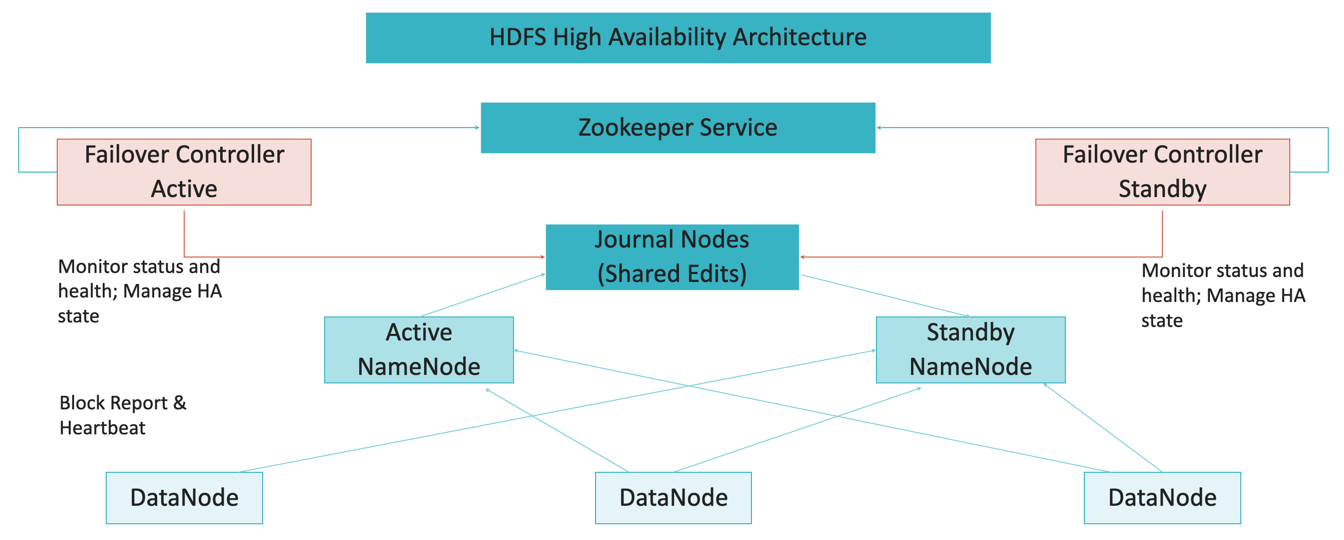 HDFS High Availability Architecture
Zookeeper Service
Failover Controller
Active
Failover Controller
Standby
Journal Nodes
(Shared Edits)
Monitor status and
health; Manage HA
state
Monitor status and
health; Manage HA
state
Active
NameNode
Standby
NameNode
Block Report &
Heartbeat
DataNode
DataNode
DataNode